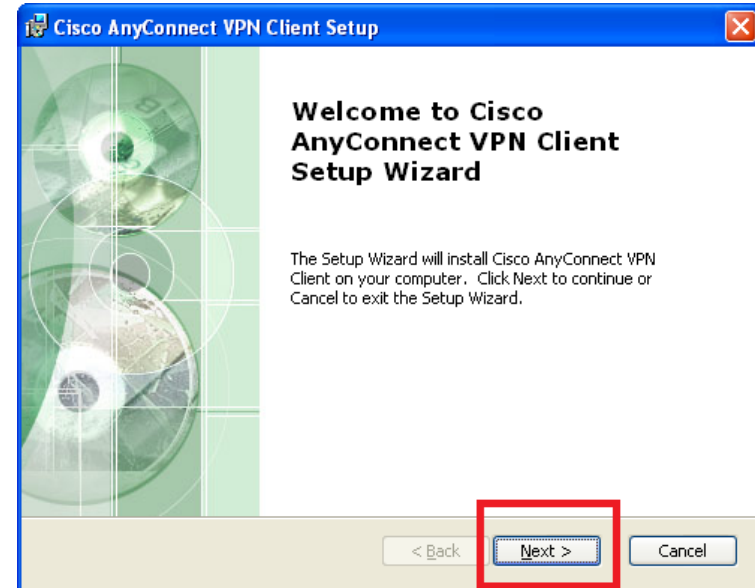 Cisco AnyConnect VPN Client Setup
Welcome to Cisco
AnyConnect VPN Client
Setup Wizard
The Setup Wizard will install Cisco AnyConnect VPN
Client on your computer. Click Next to continue or
Cancel to exit the Setup Wizard.
< Back
Next >
Cancel